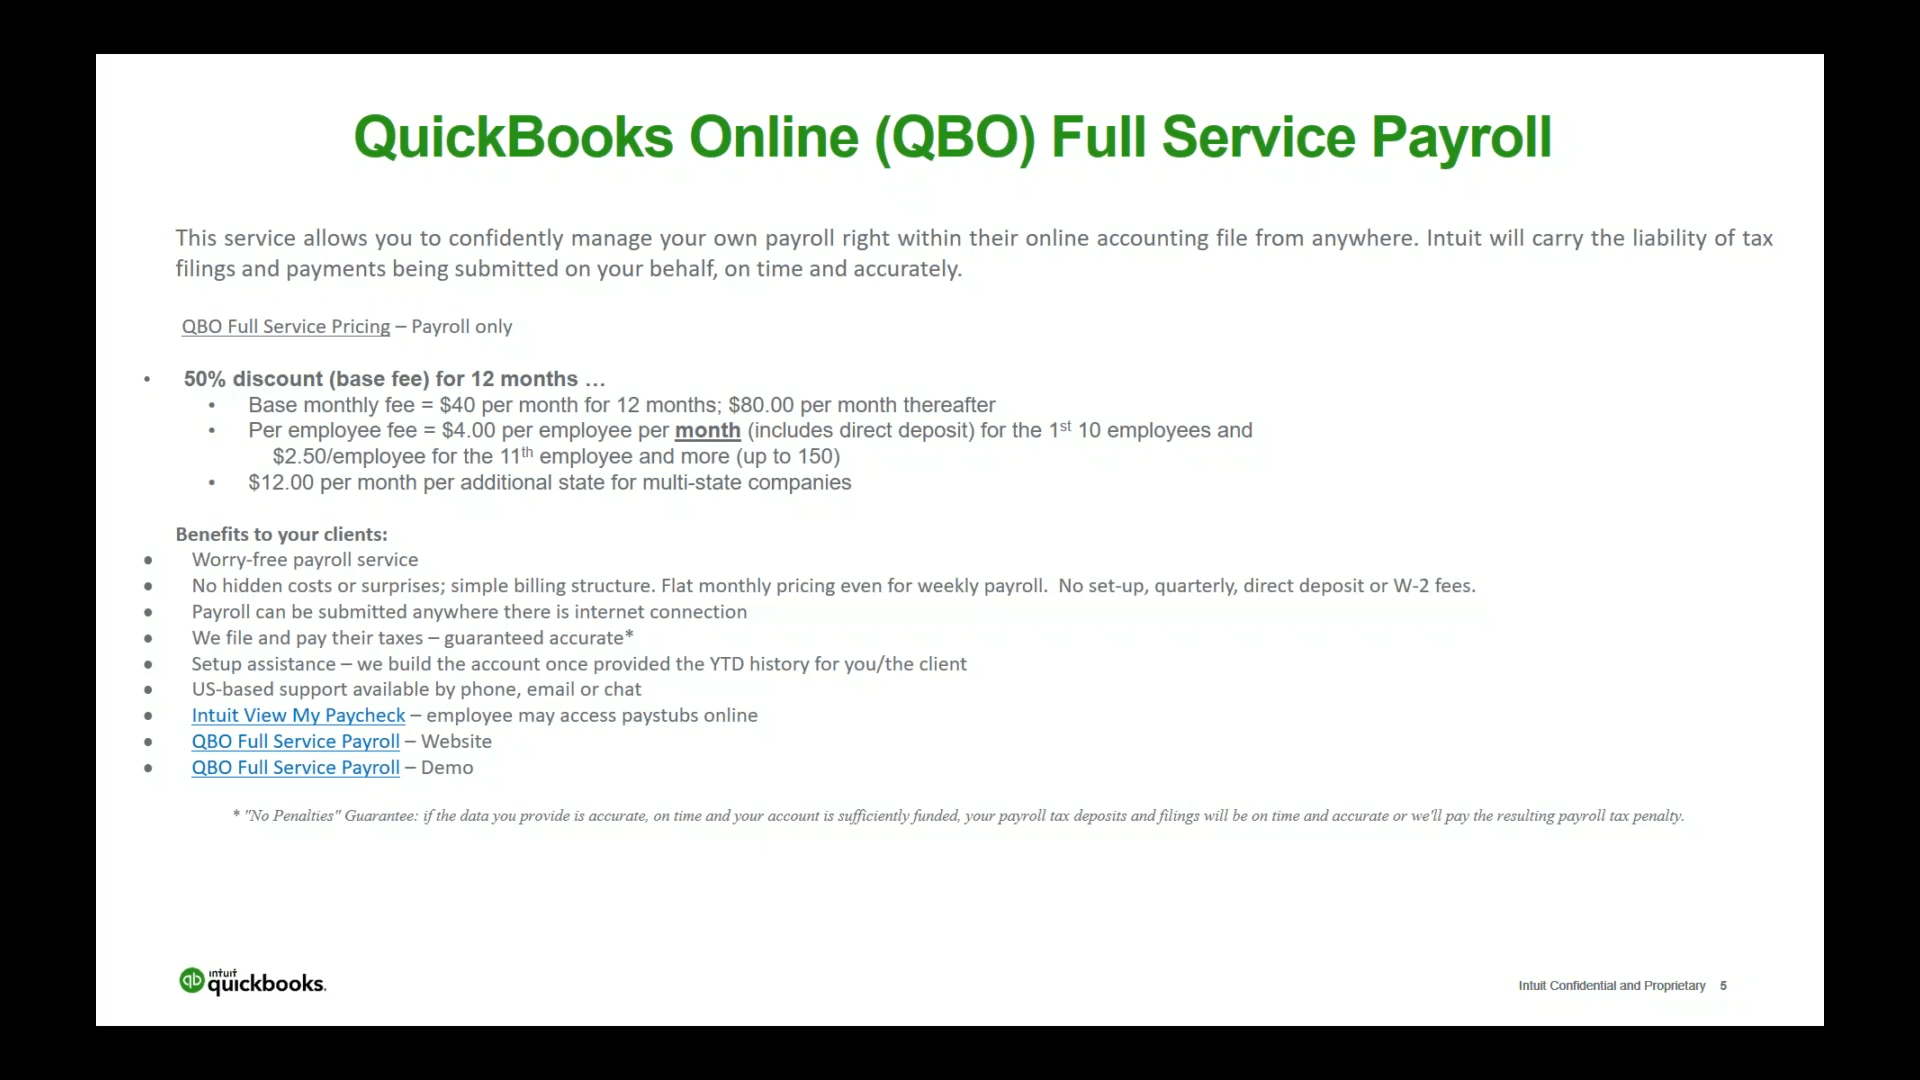 QuickBooks Online (QBO) Full Service Payroll
This service allows you to confidently manage your own payroll right within their online accounting file from anywhere. Intuit will carry the liability of tax
filings and payments being submitted on your behalf, on time and accurately.
QBO Full Service Pricing – Payroll only
• 50% discount (base fee) for 12 months …
• Base monthly fee = $40 per month for 12 months; $80.00 per month thereafter
• Per employee fee = $4.00 per employee per month (includes direct deposit) for the 1st 10 employees and
$2.50/employee for the 11th employee and more (up to 150)
• $12.00 per month per additional state for multi-state companies
Benefits to your clients:
● Worry-free payroll service
● No hidden costs or surprises; simple billing structure. Flat monthly pricing even for weekly payroll.  No set-up, quarterly, direct deposit or W-2 fees.
● Payroll can be submitted anywhere there is internet connection
● We file and pay their taxes – guaranteed accurate*
● Setup assistance – we build the account once provided the YTD history for you/the client
● US-based support available by phone, email or chat
● Intuit View My Paycheck – employee may access paystubs online
● QBO Full Service Payroll – Website
● QBO Full Service Payroll – Demo
* "No Penalties" Guarantee: if the data you provide is accurate, on time and your account is sufficiently funded, your payroll tax deposits and filings will be on time and accurate or we'll pay the resulting payroll tax penalty.
qb intuit quickbooks.
Intuit Confidential and Proprietary 5